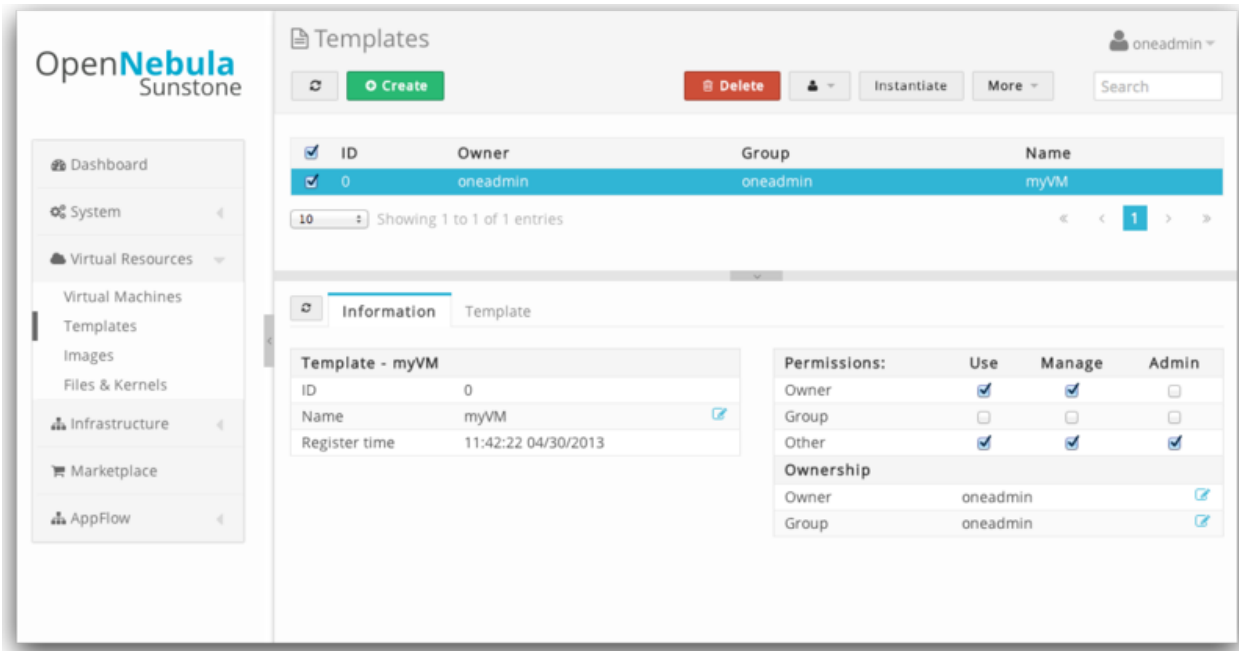 OpenNebula
Sunstone
Dashboard
System
Virtual Resources
Virtual Machines
Templates
Images
Files & Kernels
Infrastructure
Marketplace
AppFlow
Templates
oneadmin
Create
Delete
Instantiate
More
Search
ID Owner Group Name
0 oneadmin oneadmin myVM
10 Showing 1 to 1 of 1 entries « < 1 > »
Information Template
Template - myVM
ID 0
Name myVM
Register time 11:42:22 04/30/2013
Permissions: Use Manage Admin
Owner
Group
Other
Ownership
Owner oneadmin
Group oneadmin